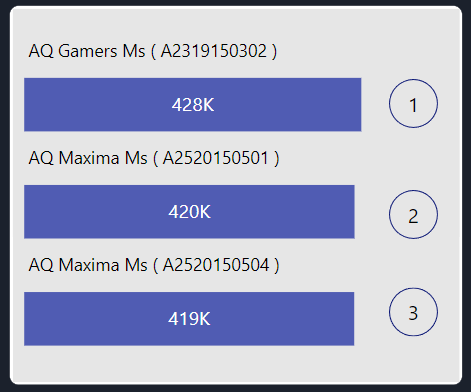 AQ Gamers Ms ( A2319150302 )
428K
1
AQ Maxima Ms ( A2520150501 )
420K
2
AQ Maxima Ms ( A2520150504 )
419K
3